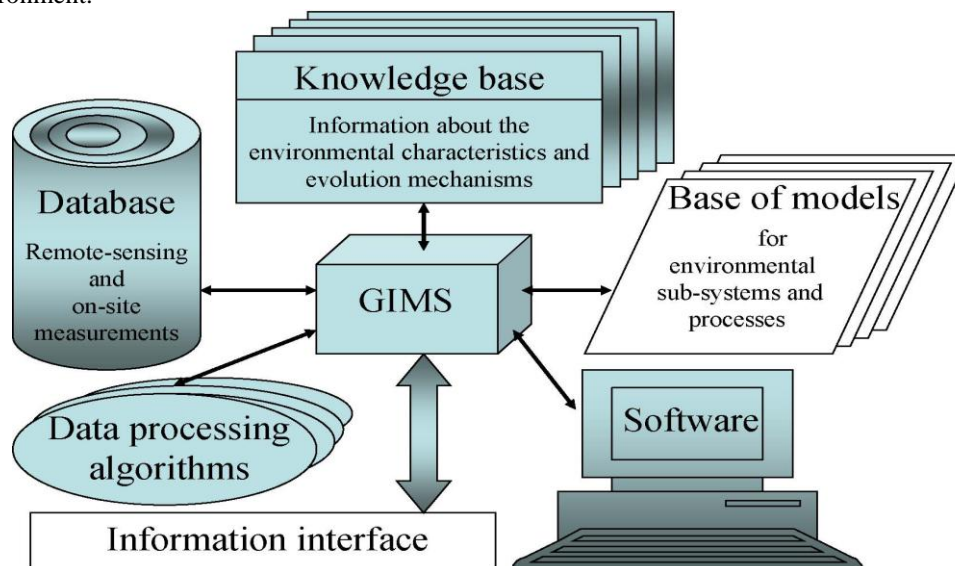 ronment.
Knowledge base
Information about the
environmental characteristics and
evolution mechanisms
Database
Remote-sensing
and
on-site
measurements
Base of models
for
environmental
sub-systems and
processes
GIMS
Data processing
algorithms
Software
Information interface